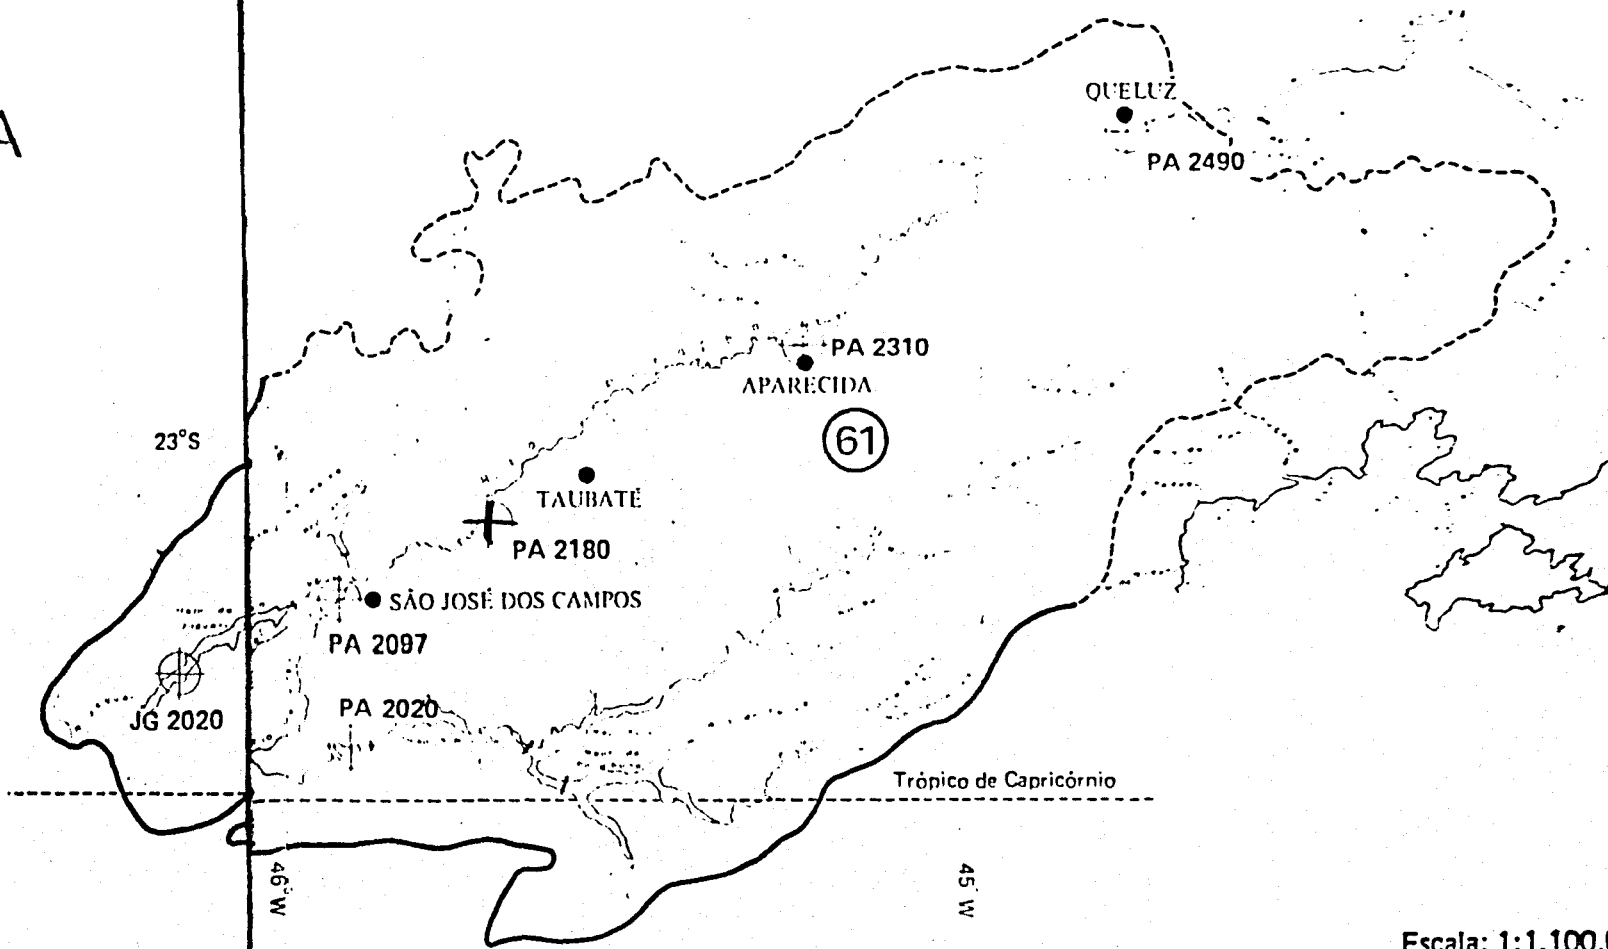 A
QUELUZ
PA 2490
PA 2310
APARECIDA
61
23°S
TAUBATÉ
PA 2180
SÃO JOSÉ DOS CAMPOS
PA 2097
JG 2020
PA 2020
Trópico de Capricórnio
46° W
45° W
Escala: 1:1.100.